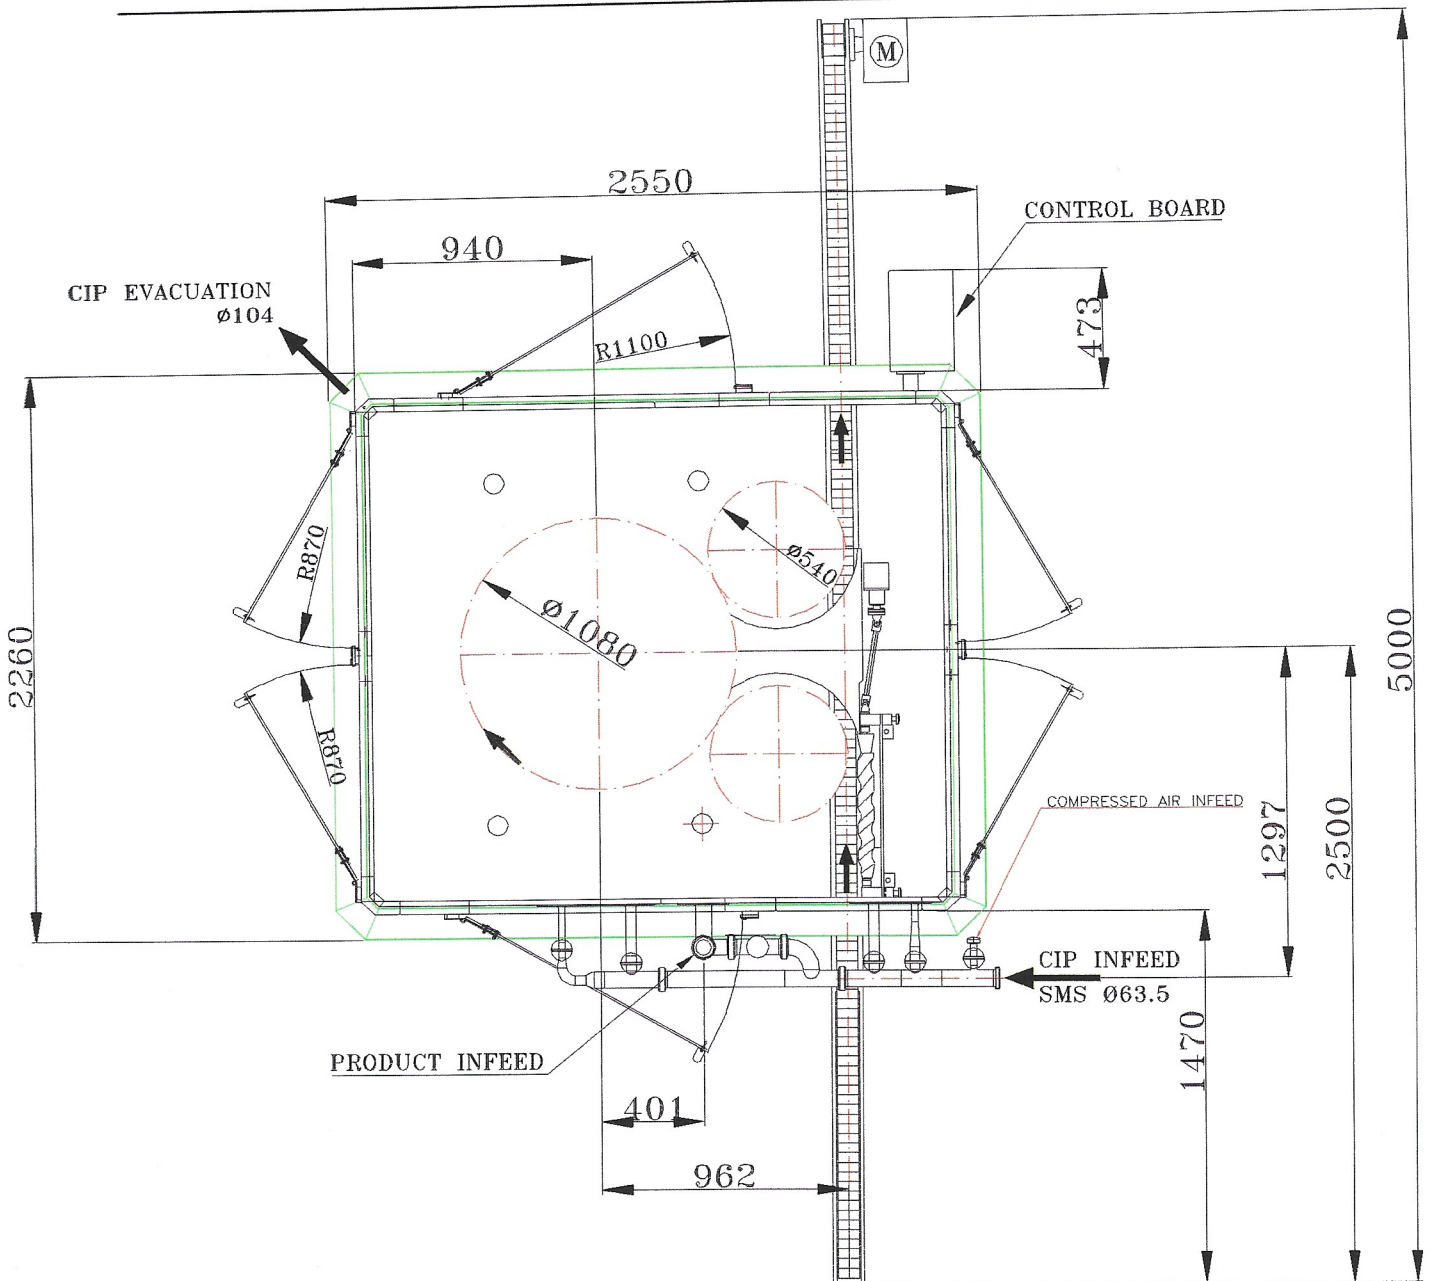 M
2550
CONTROL BOARD
940
CIP EVACUATION
Ø104
R1100
473
R870
Ø540
Ø1080
2260
5000
R870
COMPRESSED AIR INFEED
1297
2500
CIP INFEED
SMS Ø63.5
PRODUCT INFEED
1470
401
962